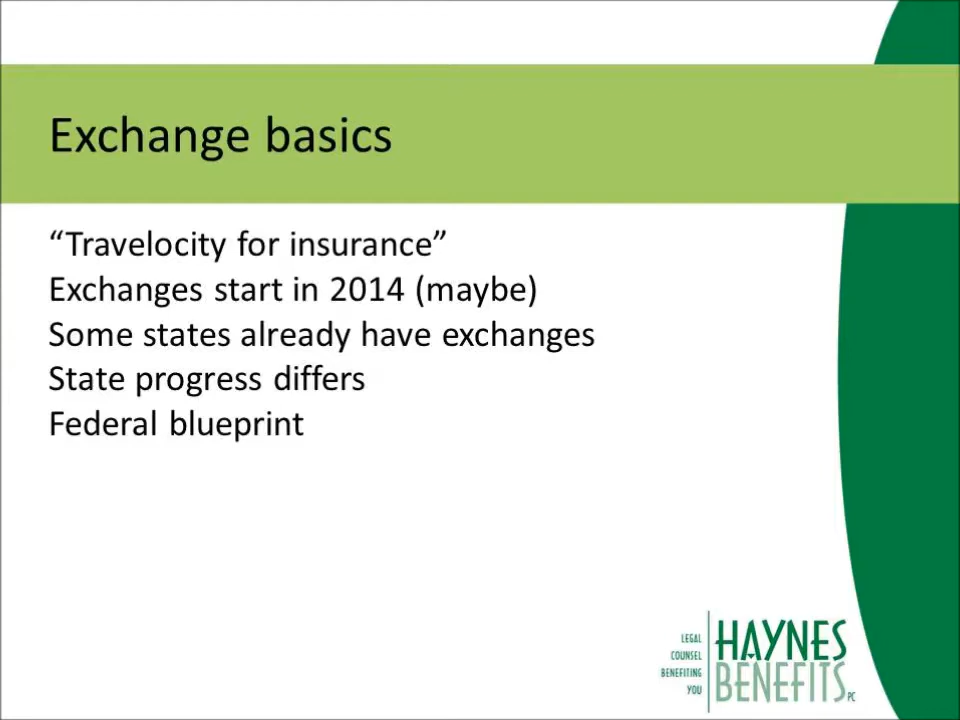 Exchange basics
“Travelocity for insurance”
Exchanges start in 2014 (maybe)
Some states already have exchanges
State progress differs
Federal blueprint
LEGAL
COUNSEL
BENEFITING
YOU
HAYNES
BENEFITS PC